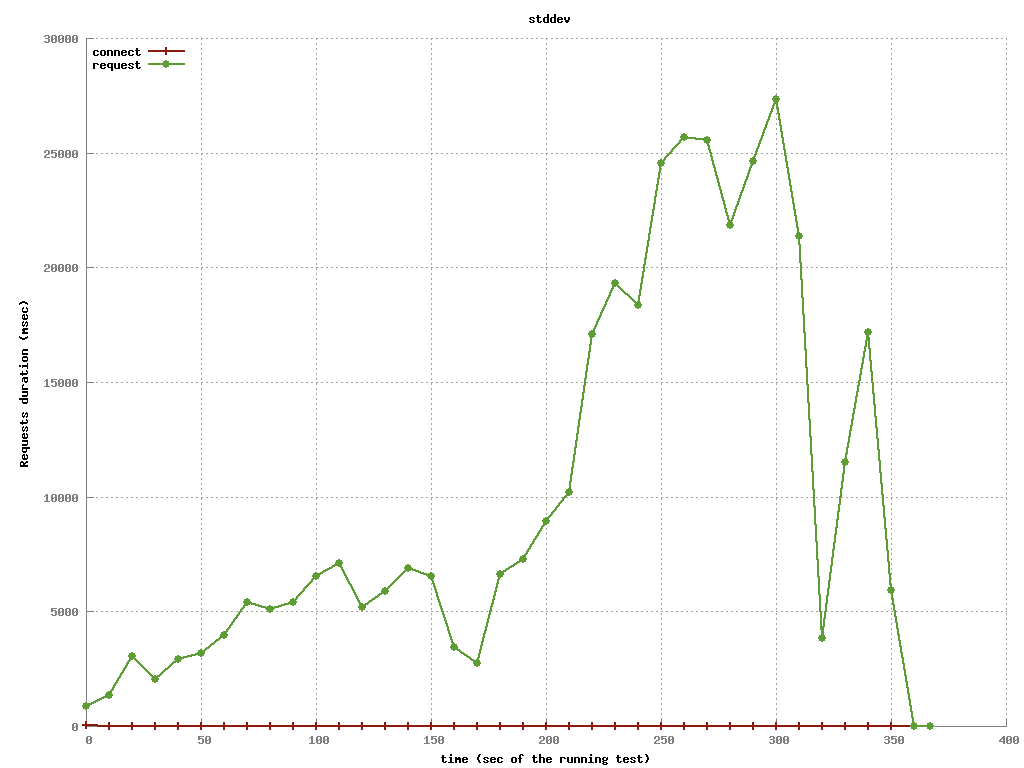 stddev
30000
connect
request
25000
20000
Requests duration (msec)
15000
10000
5000
0
0 50 100 150 200 250 300 350 400
time (sec of the running test)